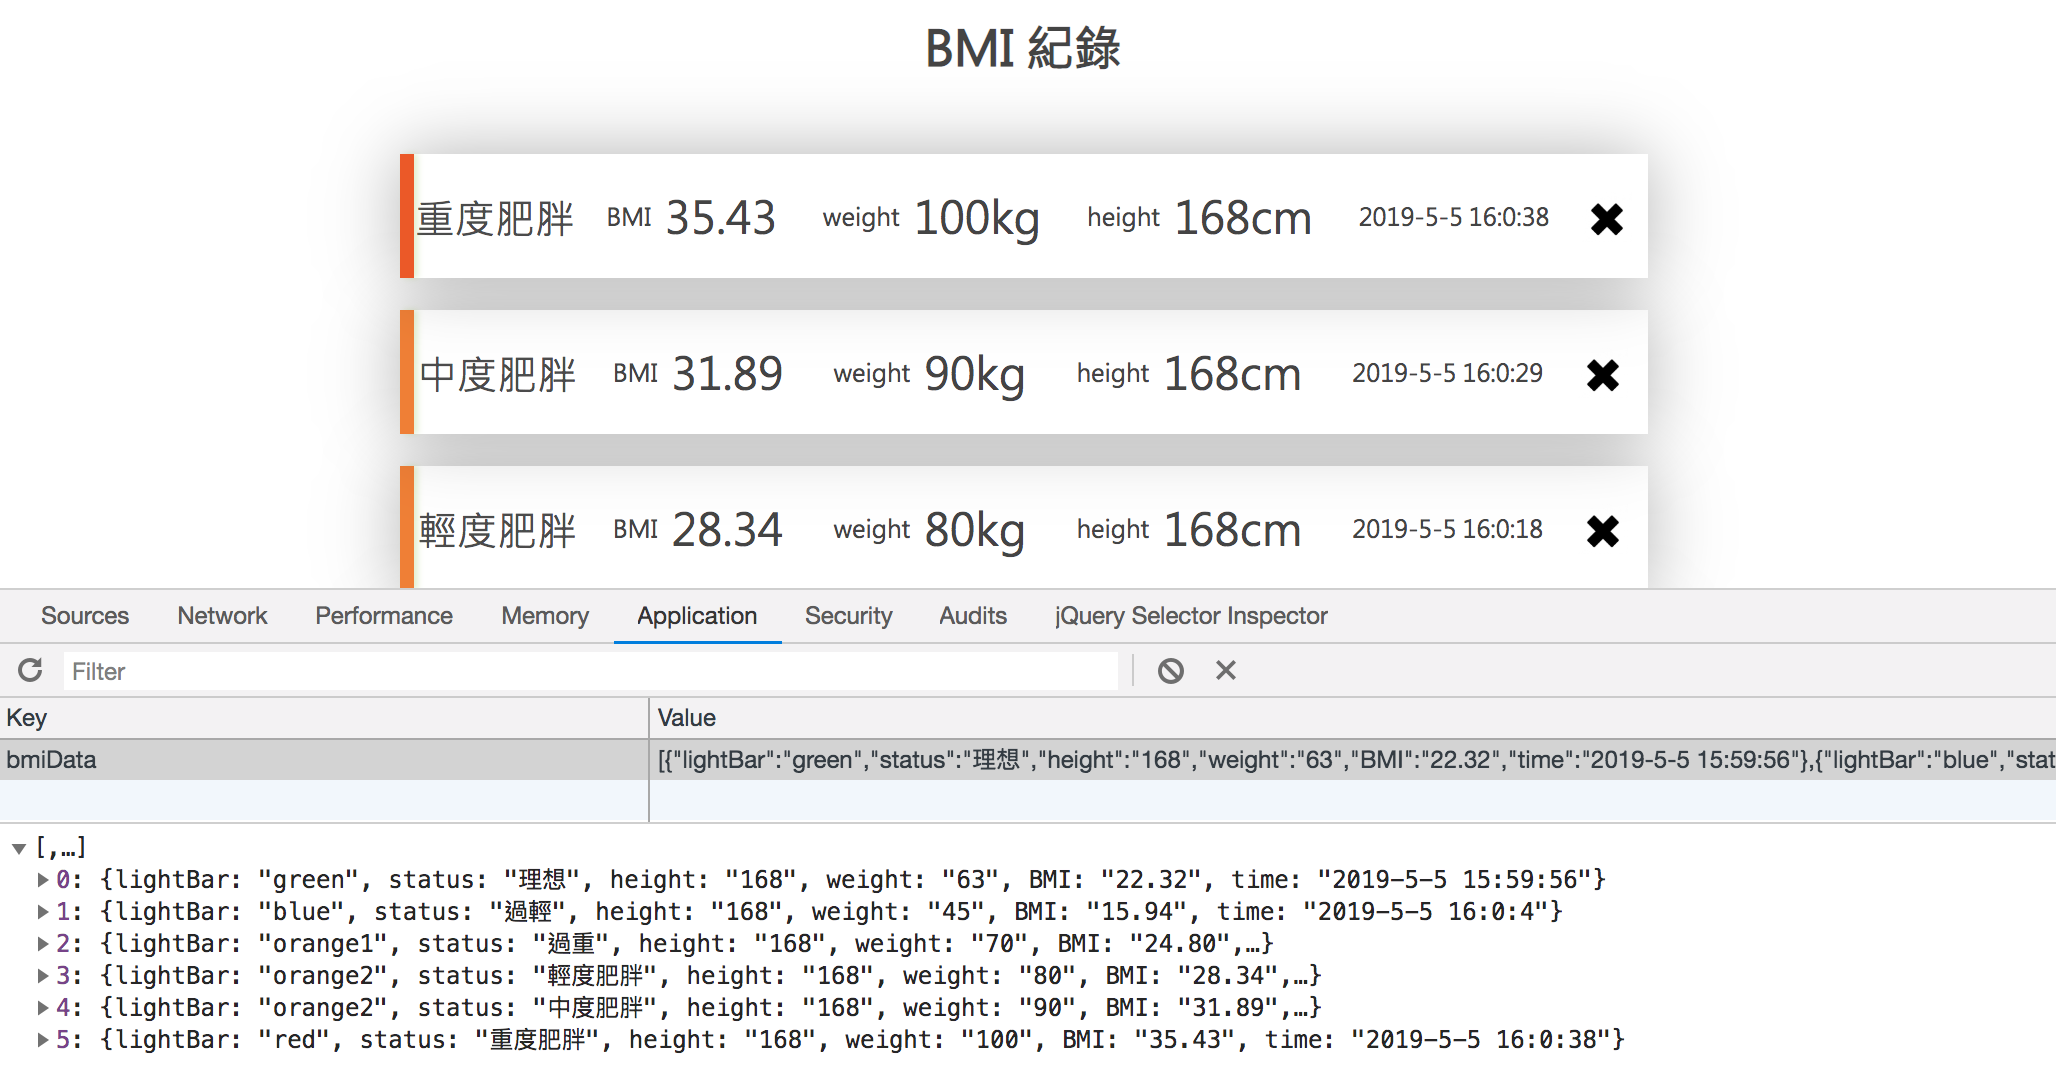 BMI 紀錄
重度肥胖 BMI 35.43 weight 100kg height 168cm 2019-5-5 16:0:38
中度肥胖 BMI 31.89 weight 90kg height 168cm 2019-5-5 16:0:29
輕度肥胖 BMI 28.34 weight 80kg height 168cm 2019-5-5 16:0:18
Sources Network Performance Memory Application Security Audits jQuery Selector Inspector
Filter
Key Value
bmiData [{"lightBar":"green","status":"理想","height":"168","weight":"63","BMI":"22.32","time":"2019-5-5 15:59:56"},{"lightBar":"blue","stat
[,…]
0: {lightBar: "green", status: "理想", height: "168", weight: "63", BMI: "22.32", time: "2019-5-5 15:59:56"}
1: {lightBar: "blue", status: "過輕", height: "168", weight: "45", BMI: "15.94", time: "2019-5-5 16:0:4"}
2: {lightBar: "orange1", status: "過重", height: "168", weight: "70", BMI: "24.80",…}
3: {lightBar: "orange2", status: "輕度肥胖", height: "168", weight: "80", BMI: "28.34",…}
4: {lightBar: "orange2", status: "中度肥胖", height: "168", weight: "90", BMI: "31.89",…}
5: {lightBar: "red", status: "重度肥胖", height: "168", weight: "100", BMI: "35.43", time: "2019-5-5 16:0:38"}